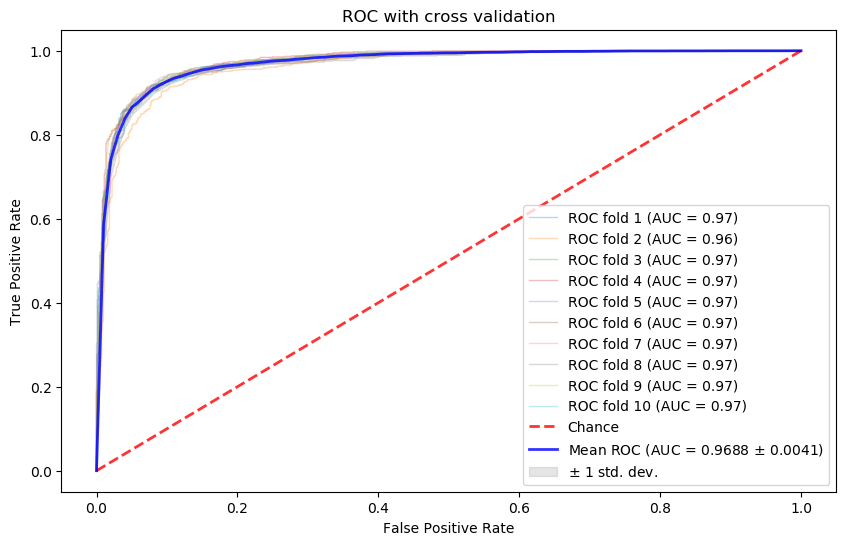 ROC with cross validation
True Positive Rate
1.0
0.8
0.6
0.4
0.2
0.0
ROC fold 1 (AUC = 0.97)
ROC fold 2 (AUC = 0.96)
ROC fold 3 (AUC = 0.97)
ROC fold 4 (AUC = 0.97)
ROC fold 5 (AUC = 0.97)
ROC fold 6 (AUC = 0.97)
ROC fold 7 (AUC = 0.97)
ROC fold 8 (AUC = 0.97)
ROC fold 9 (AUC = 0.97)
ROC fold 10 (AUC = 0.97)
Chance
Mean ROC (AUC = 0.9688 ± 0.0041)
± 1 std. dev.
0.0 0.2 0.4 0.6 0.8 1.0
False Positive Rate